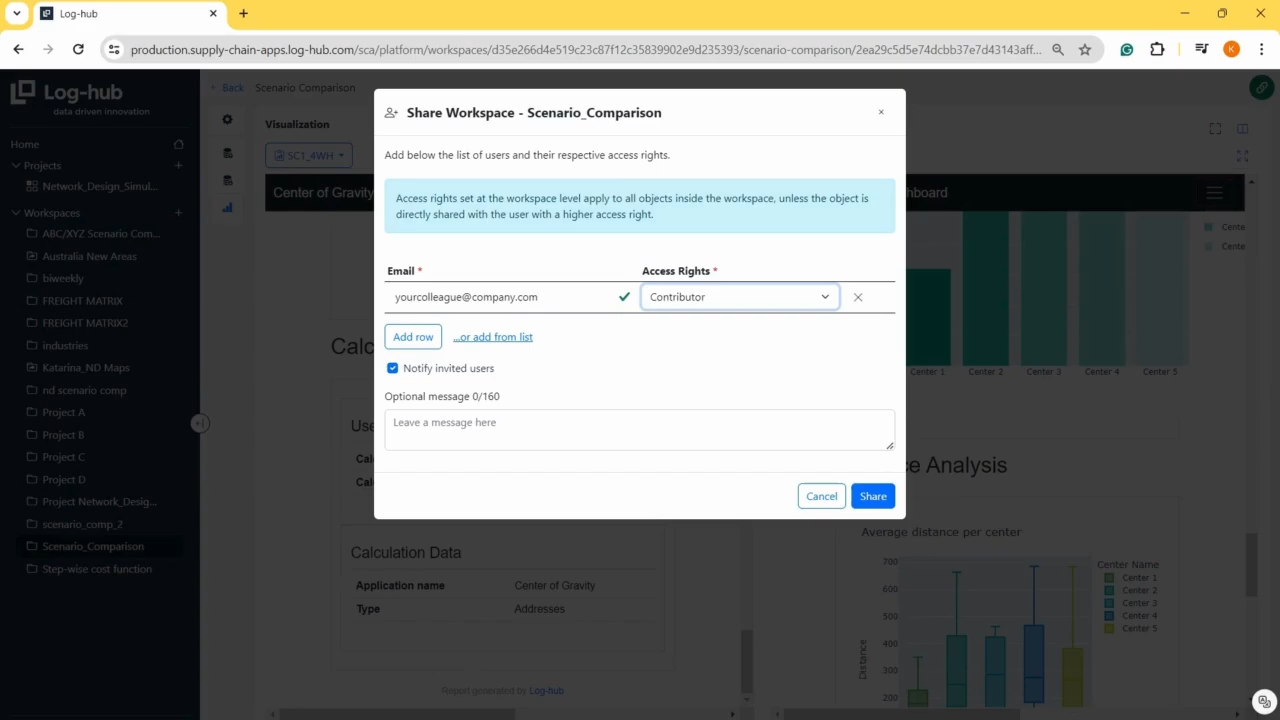 Log-hub
production.supply-chain-apps.log-hub.com/sca/platform/workspaces/d35e266d4e519c23c87f12c35839902e9d235393/scenario-comparison/2ea29c5d5e74dcbb37e7d43143aff...
K
Log-hub
data driven innovation
Home
Projects
Network_Design_Simul...
Workspaces
ABC/XYZ Scenario Com...
Australia New Areas
biweekly
FREIGHT MATRIX
FREIGHT MATRIX2
industries
Katarina_ND Maps
nd scenario comp
Project A
Project B
Project C
Project D
Project Network_Desig...
scenario_comp_2
Scenario_Comparison
Step-wise cost function
Back
Scenario Comparison
Visualization
SC1_4WH
Center of Gravity
hboard
Share Workspace - Scenario_Comparison
Add below the list of users and their respective access rights.
Access rights set at the workspace level apply to all objects inside the workspace, unless the object is
directly shared with the user with a higher access right.
Email *
Access Rights *
yourcolleague@company.com
Contributor
Add row
...or add from list
Notify invited users
Optional message 0/160
Leave a message here
Cancel
Share
Cente
Cente
Center 1
Center 2
Center 3
Center 4
Center 5
Calc
Use
Cal
Cal
Calculation Data
Application name
Center of Gravity
Type
Addresses
Report generated by Log-hub
ce Analysis
Average distance per center
Distance
700
600
500
400
300
200
Center Name
Center 1
Center 2
Center 3
Center 4
Center 5